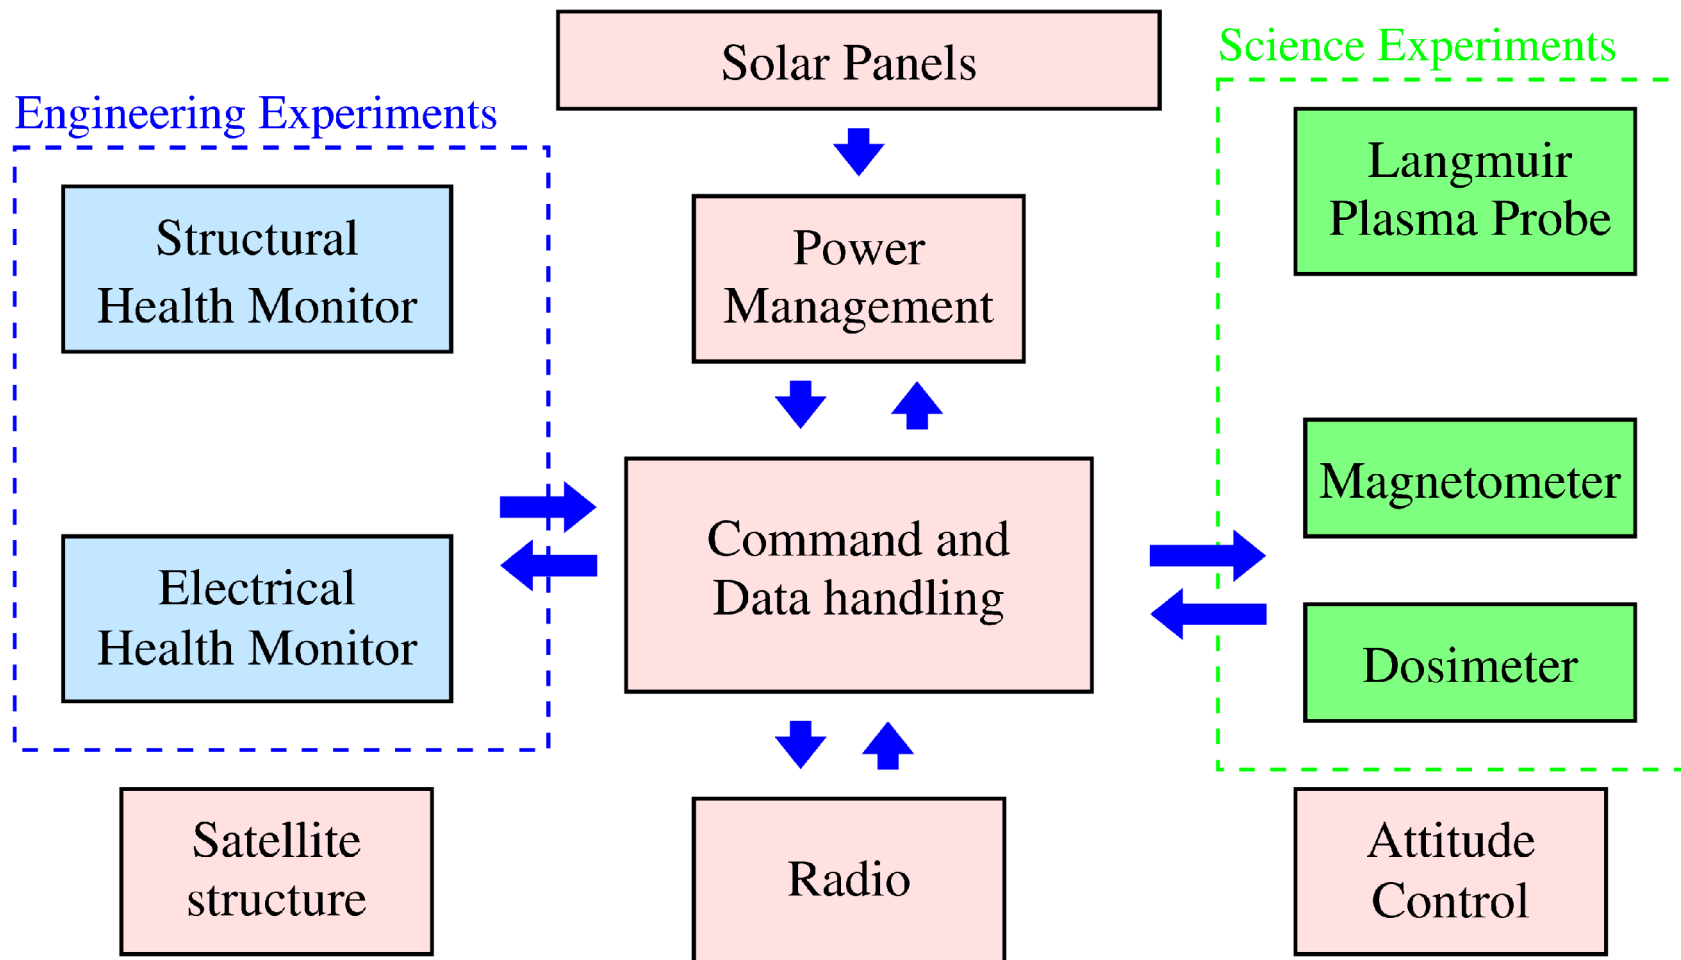 Solar Panels
Science Experiments
Engineering Experiments
Langmuir
Plasma Probe
Structural
Health Monitor
Power
Management
Magnetometer
Command and
Data handling
Electrical
Health Monitor
Dosimeter
Satellite
structure
Radio
Attitude
Control